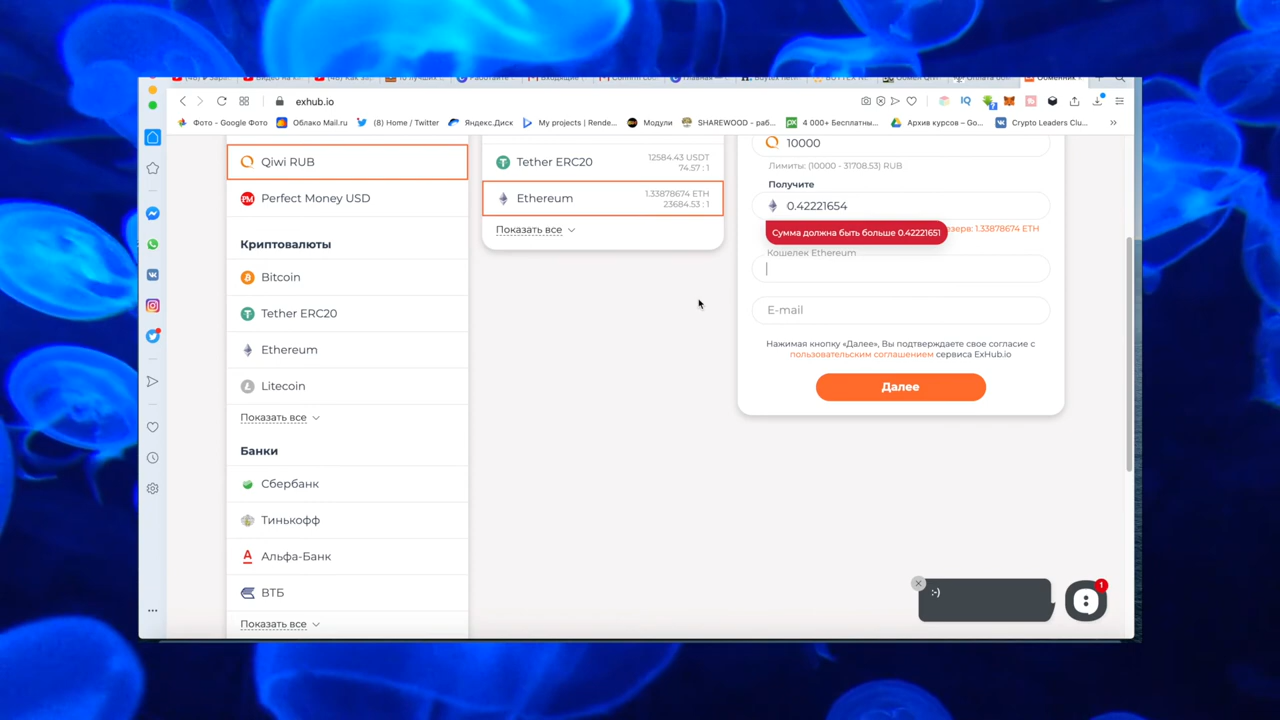 exhub.io
Фото - Google Фото
Облако Mail.ru
(8) Home / Twitter
Яндекс.Диск
My projects | Rende...
Модули
SHAREWOOD - раб...
4 000+ Бесплатны...
Архив курсов – Go...
Crypto Leaders Clu...
Qiwi RUB
Perfect Money USD
Криптовалюты
Bitcoin
Tether ERC20
Ethereum
Litecoin
Показать все
Банки
Сбербанк
Тинькофф
Альфа-Банк
ВТБ
Показать все
Tether ERC20
12584.43 USDT
74.57 : 1
Ethereum
1.33878674 ETH
23684.53 : 1
Показать все
10000
Лимиты: (10000 - 31708.53) RUB
Получите
0.42221654
Сумма должна быть больше 0.42221651
езерв: 1.33878674 ETH
Кошелек Ethereum
E-mail
Нажимая кнопку «Далее», Вы подтверждаете свое согласие с
пользовательским соглашением сервиса ExHub.io
Далее
:-)
1